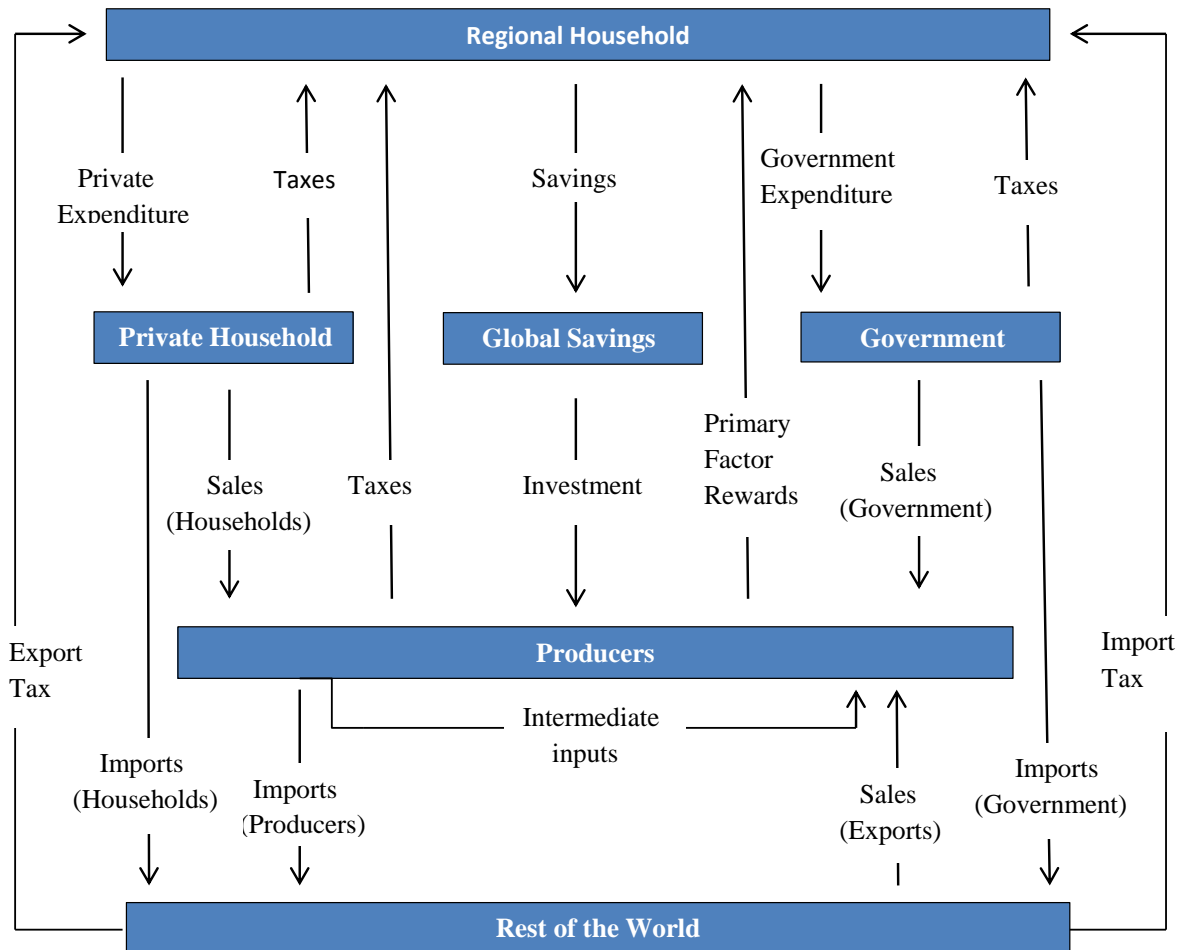 Regional Household
Private
Expenditure
Taxes
Savings
Government
Expenditure
Taxes
Private Household
Global Savings
Government
Sales
(Households)
Taxes
Investment
Primary
Factor
Rewards
Sales
(Government)
Export
Tax
Producers
Import
Tax
Intermediate
inputs
Imports
(Households)
Imports
(Producers)
Sales
(Exports)
Imports
(Government)
Rest of the World